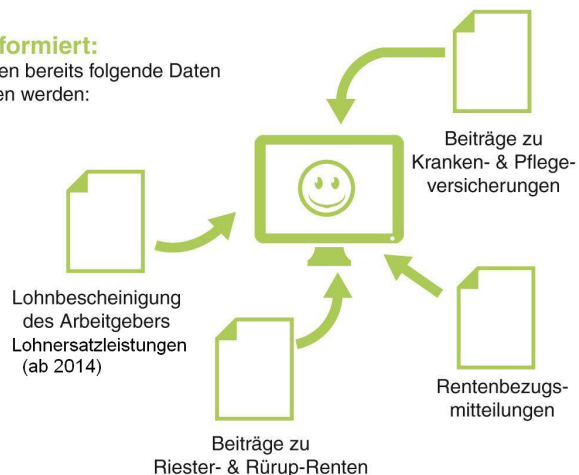 formiert:
en bereits folgende Daten
en werden:
Beiträge zu
Kranken- & Pflege-
versicherungen
Lohnbescheinigung
des Arbeitgebers
Lohnersatzleistungen
(ab 2014)
Rentenbezugs-
mitteilungen
Beiträge zu
Riester- & Rürup-Renten